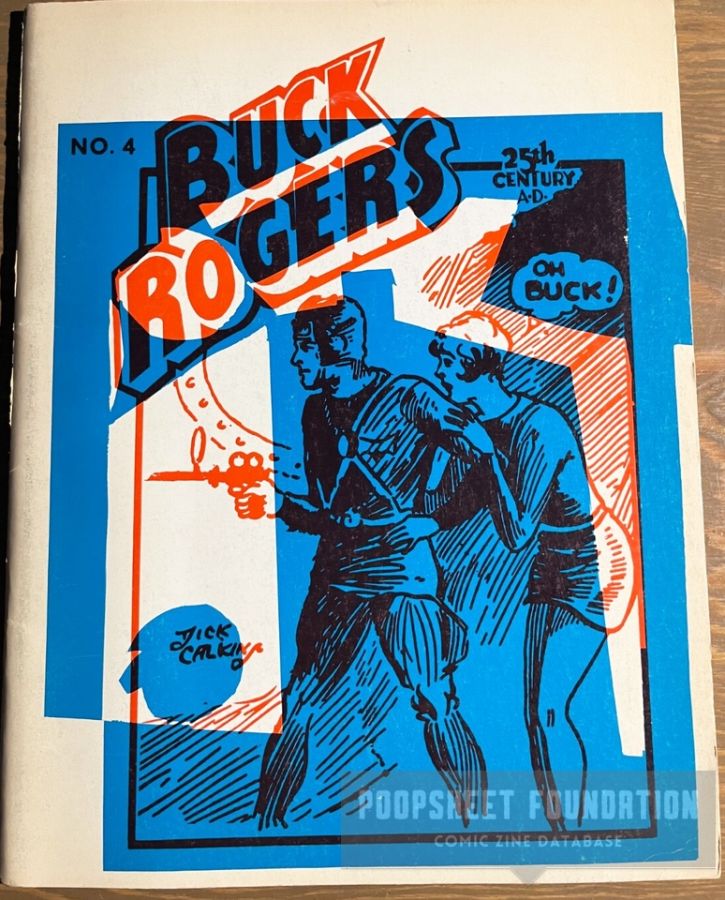 NO. 4
BUCK
ROGERS
25th
CENTURY
A.D.
OH
BUCK!
DICK
CALKINS
POOPSHEET FOUNDATION
COMIC ZINE DATABASE